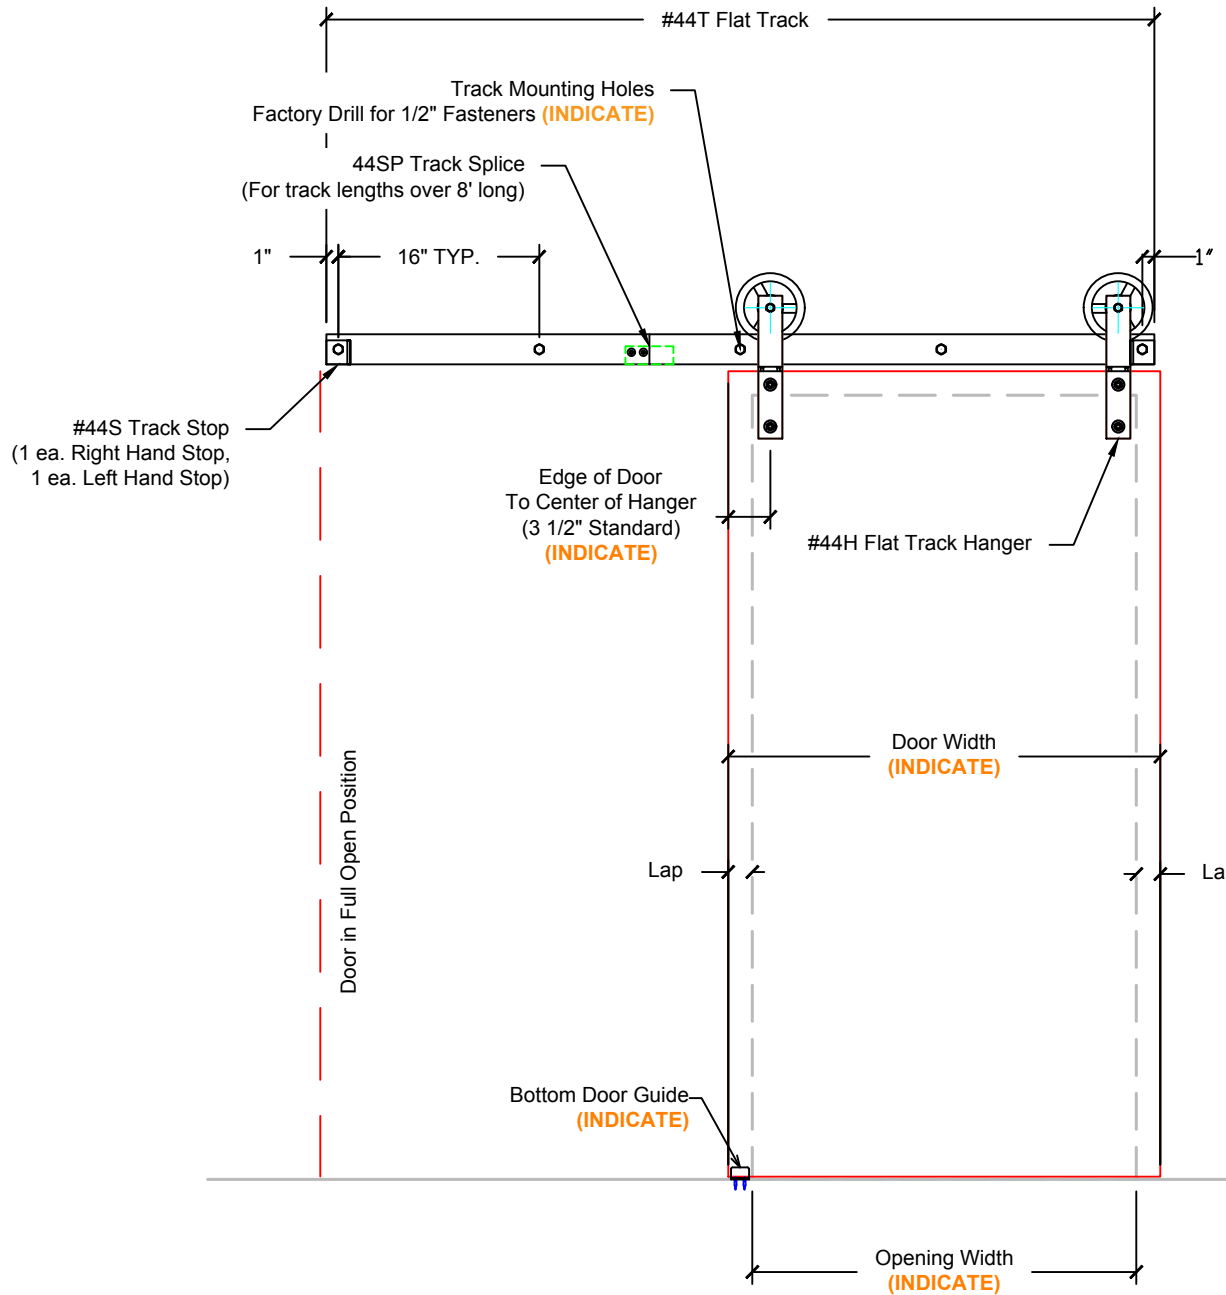 #44T Flat Track
Track Mounting Holes
Factory Drill for 1/2" Fasteners (INDICATE)
44SP Track Splice
(For track lengths over 8' long)
1"
16" TYP.
1"
#44S Track Stop
(1 ea. Right Hand Stop,
1 ea. Left Hand Stop)
Edge of Door
To Center of Hanger
(3 1/2" Standard)
(INDICATE)
#44H Flat Track Hanger
Door in Full Open Position
Door Width
(INDICATE)
Lap
La
Bottom Door Guide
(INDICATE)
Opening Width
(INDICATE)